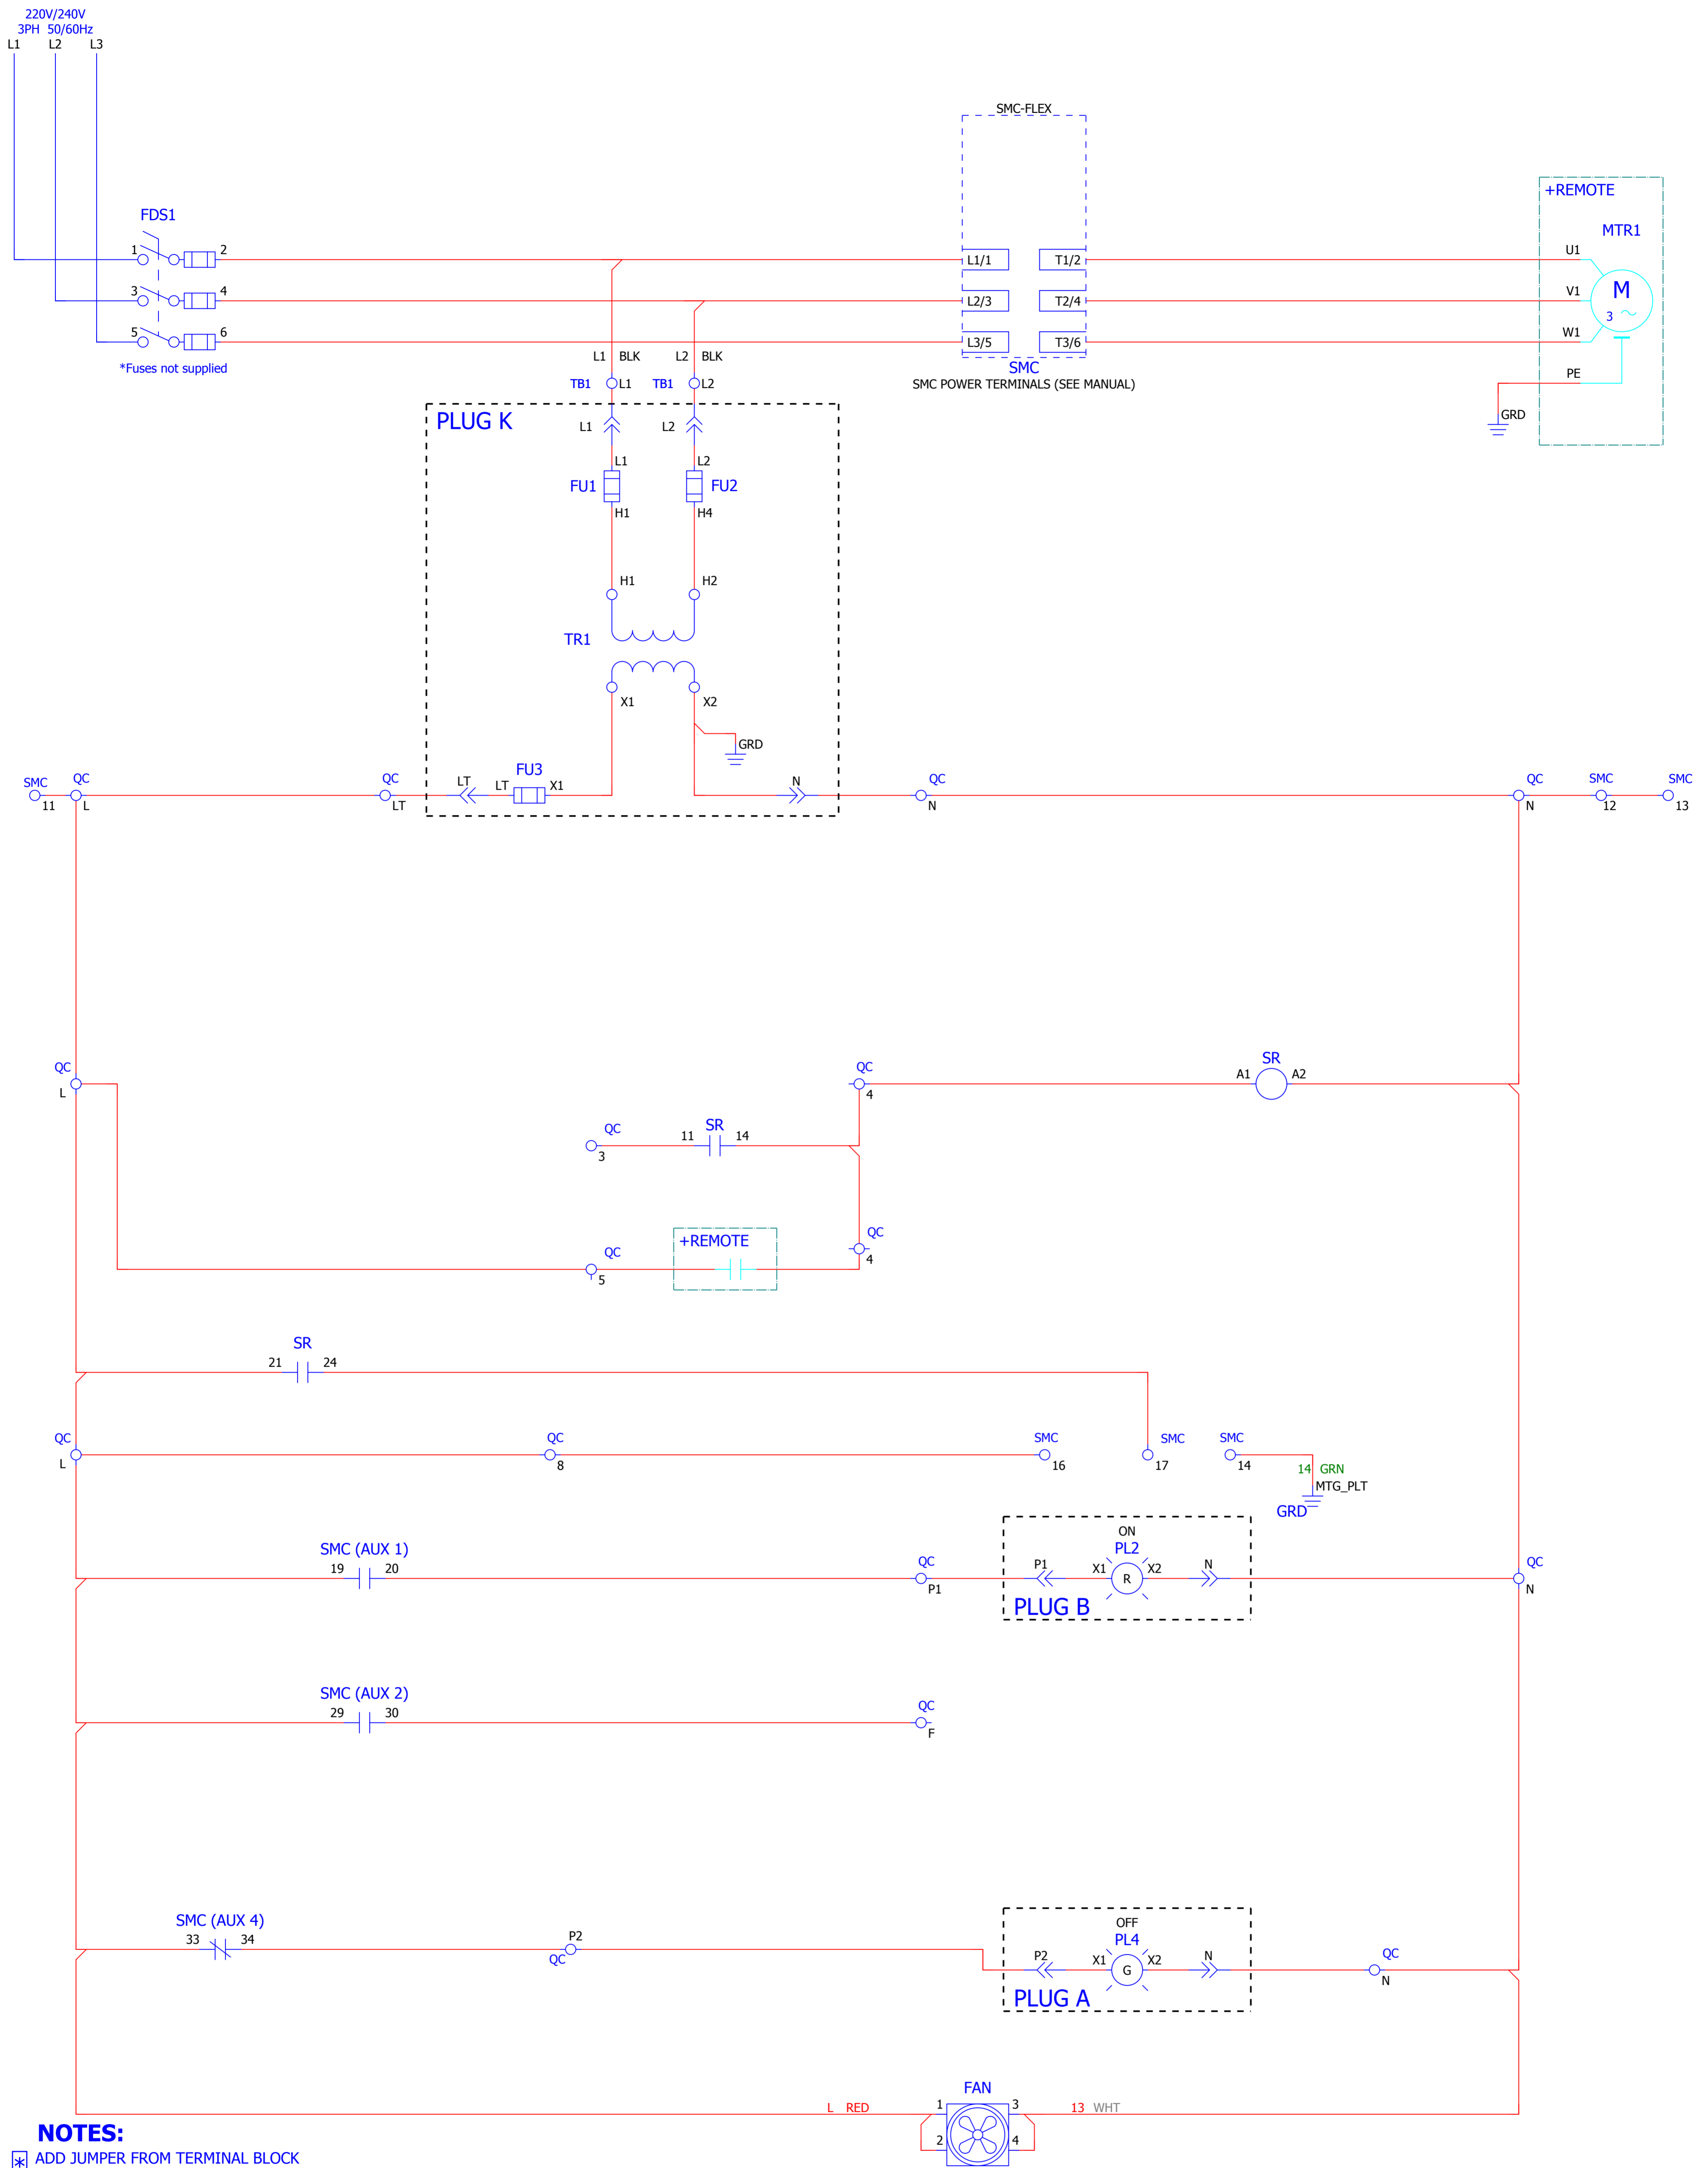 220V/240V
3PH 50/60Hz
L1 L2 L3
SMC-FLEX
+REMOTE
FDS1
MTR1
1 2 L1/1 T1/2 U1
3 4 L2/3 T2/4 V1 M
3
5 6 L3/5 T3/6 W1
*Fuses not supplied
L1 BLK L2 BLK
SMC
SMC POWER TERMINALS (SEE MANUAL)
PE
TB1 L1 TB1 L2
GRD
PLUG K
L1 L2
L1 L2
FU1 FU2
H1 H4
H1 H2
TR1
X1 X2
GRD
FU3
SMC QC QC LT LT X1 N QC QC SMC SMC
11 L LT N N 12 13
QC QC SR
L 4 A1 A2
SR
QC 11 14
3
+REMOTE QC
QC 4
5
SR
21 24
QC QC SMC SMC SMC
L 8 16 17 14
14 GRN
MTG_PLT
GRD
ON
SMC (AUX 1) PL2
19 20 QC P1 X1 R X2 N QC
P1 N
PLUG B
SMC (AUX 2)
29 30 QC
F
SMC (AUX 4) OFF
33 34 P2 PL4
QC P2 X1 G X2 N QC
N
PLUG A
FAN
L RED 1 3 13 WHT
2 4
NOTES:
* ADD JUMPER FROM TERMINAL BLOCK